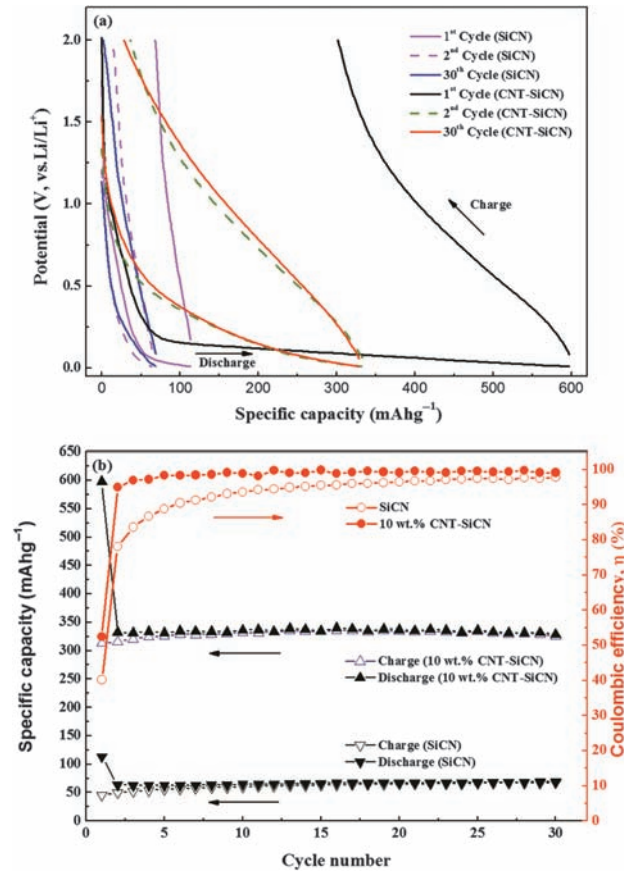 (a)
2.0
1.5
1.0
0.5
0.0
Potential (V, vs.Li/Li⁺)
1ˢᵗ Cycle (SiCN)
2ⁿᵈ Cycle (SiCN)
30ᵗʰ Cycle (SiCN)
1ˢᵗ Cycle (CNT-SiCN)
2ⁿᵈ Cycle (CNT-SiCN)
30ᵗʰ Cycle (CNT-SiCN)
Charge
Discharge
0 100 200 300 400 500 600
Specific capacity (mAhg⁻¹)
(b)
650
600
550
500
450
400
350
300
250
200
150
100
50
0
Specific capacity (mAhg⁻¹)
SiCN
10 wt.% CNT-SiCN
Charge (10 wt.% CNT-SiCN)
Discharge (10 wt.% CNT-SiCN)
Charge (SiCN)
Discharge (SiCN)
100
90
80
70
60
50
40
30
20
10
0
Coulombic efficiency, η (%)
0 5 10 15 20 25 30
Cycle number